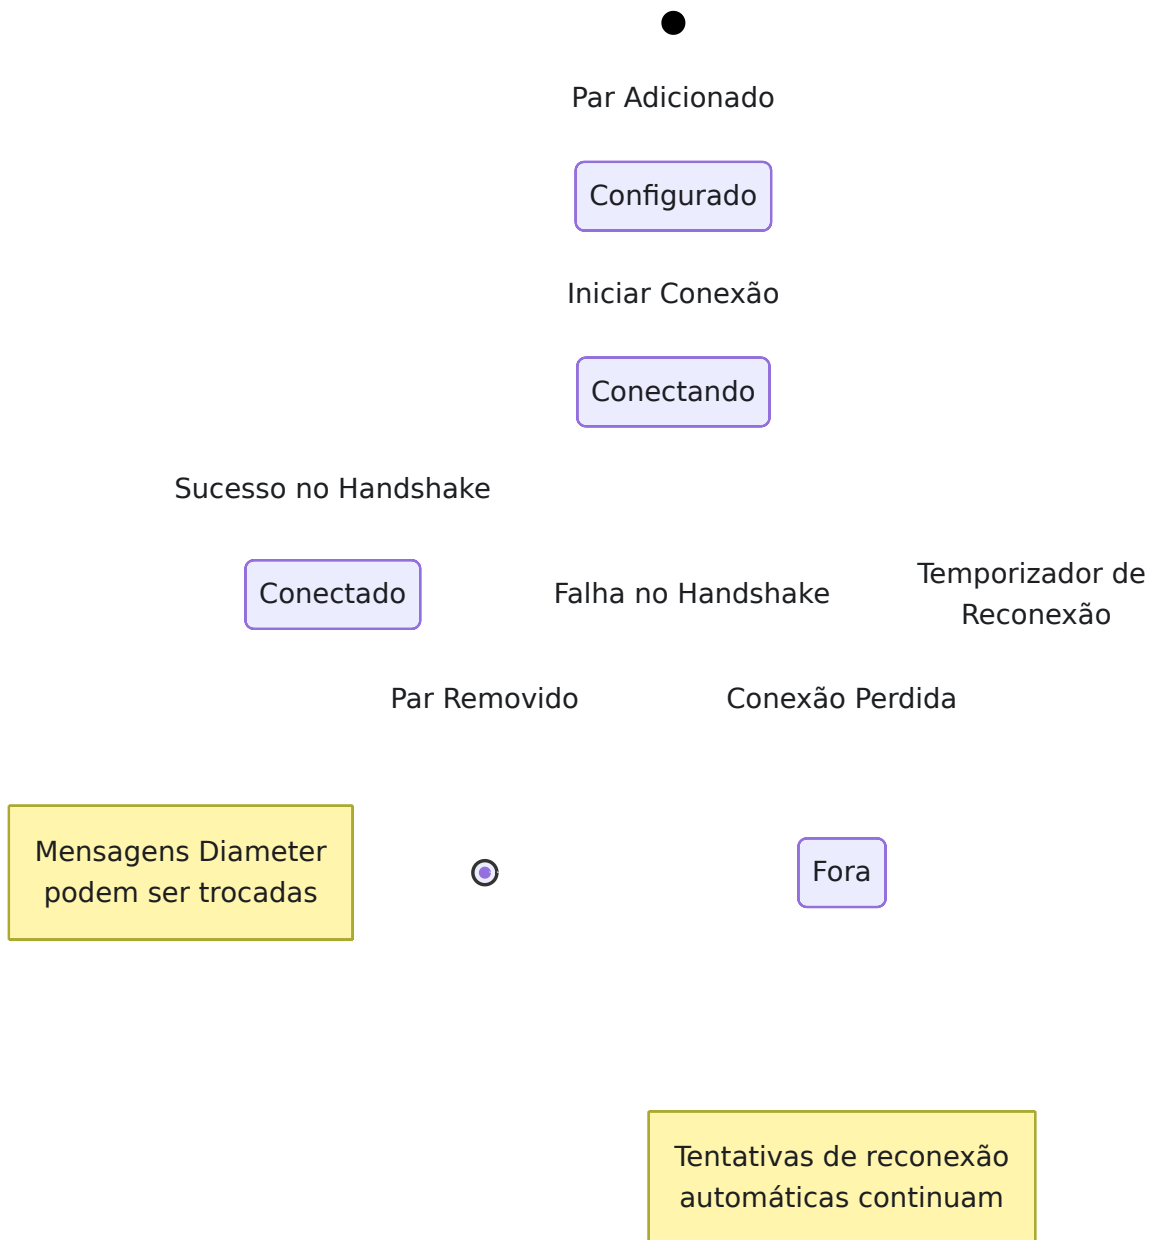 Par Adicionado
Configurado
Iniciar Conexão
Conectando
Sucesso no Handshake
Conectado
Falha no Handshake
Temporizador de
Reconexão
Par Removido
Conexão Perdida
Mensagens Diameter
podem ser trocadas
Fora
Tentativas de reconexão
automáticas continuam